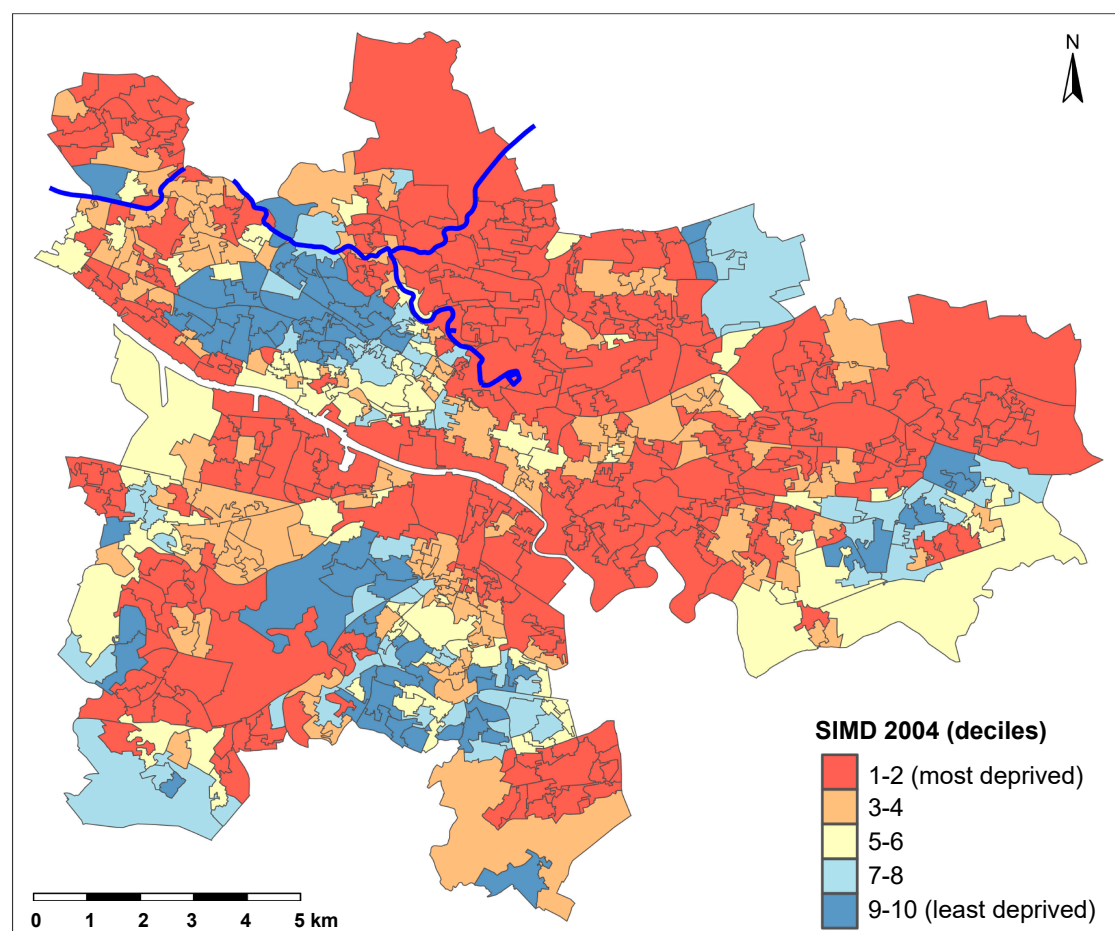 N
SIMD 2004 (deciles)
1-2 (most deprived)
3-4
5-6
7-8
9-10 (least deprived)
0 1 2 3 4 5 km